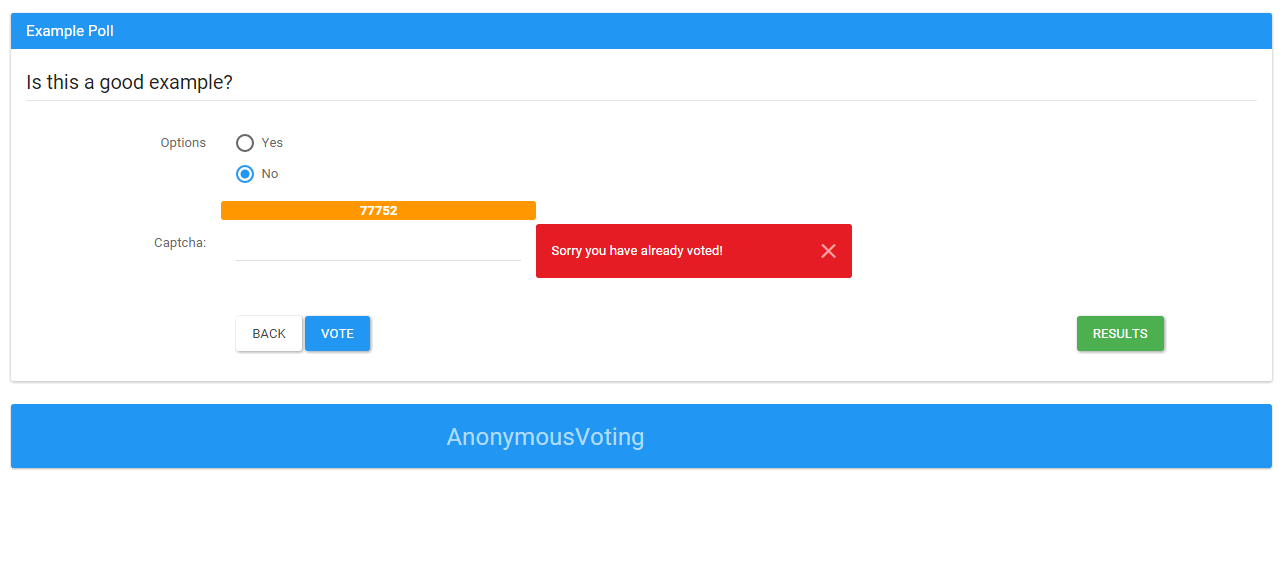 Example Poll
Is this a good example?
Options
Yes
No
77752
Captcha:
Sorry you have already voted!
BACK
VOTE
RESULTS
AnonymousVoting